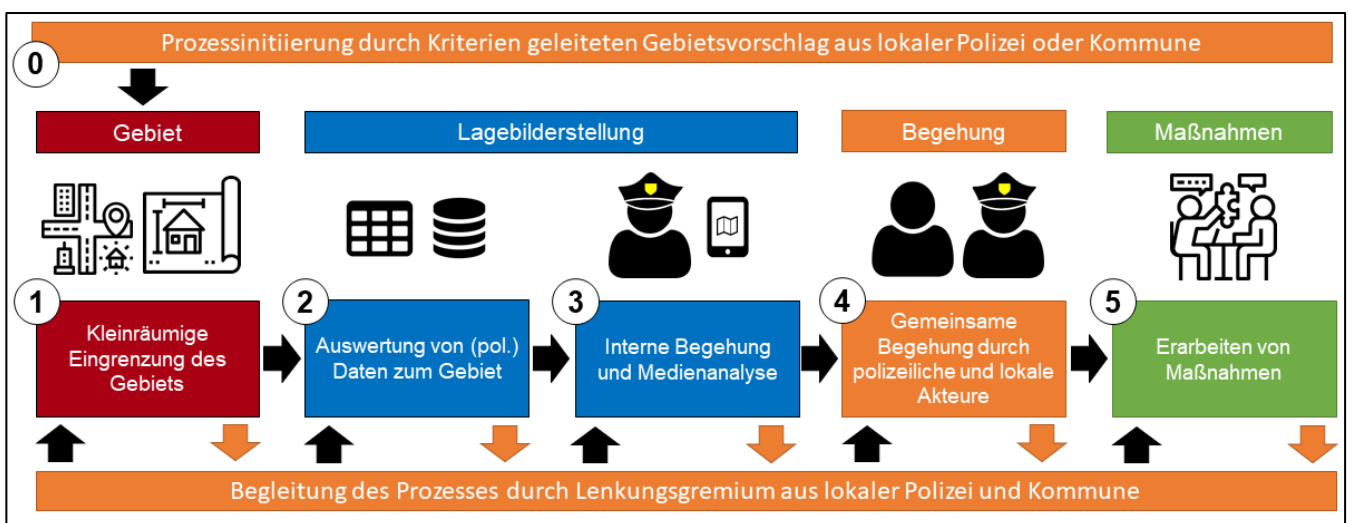 Prozessinitiierung durch Kriterien geleiteten Gebietsvorschlag aus lokaler Polizei oder Kommune
0
Gebiet
Lagebilderstellung
Begehung
Maßnahmen
1
Kleinräumige
Eingrenzung des
Gebiets
2
Auswertung von (pol.)
Daten zum Gebiet
3
Interne Begehung
und Medienanalyse
4
Gemeinsame
Begehung durch
polizeiliche und lokale
Akteure
5
Erarbeiten von
Maßnahmen
Begleitung des Prozesses durch Lenkungsgremium aus lokaler Polizei und Kommune